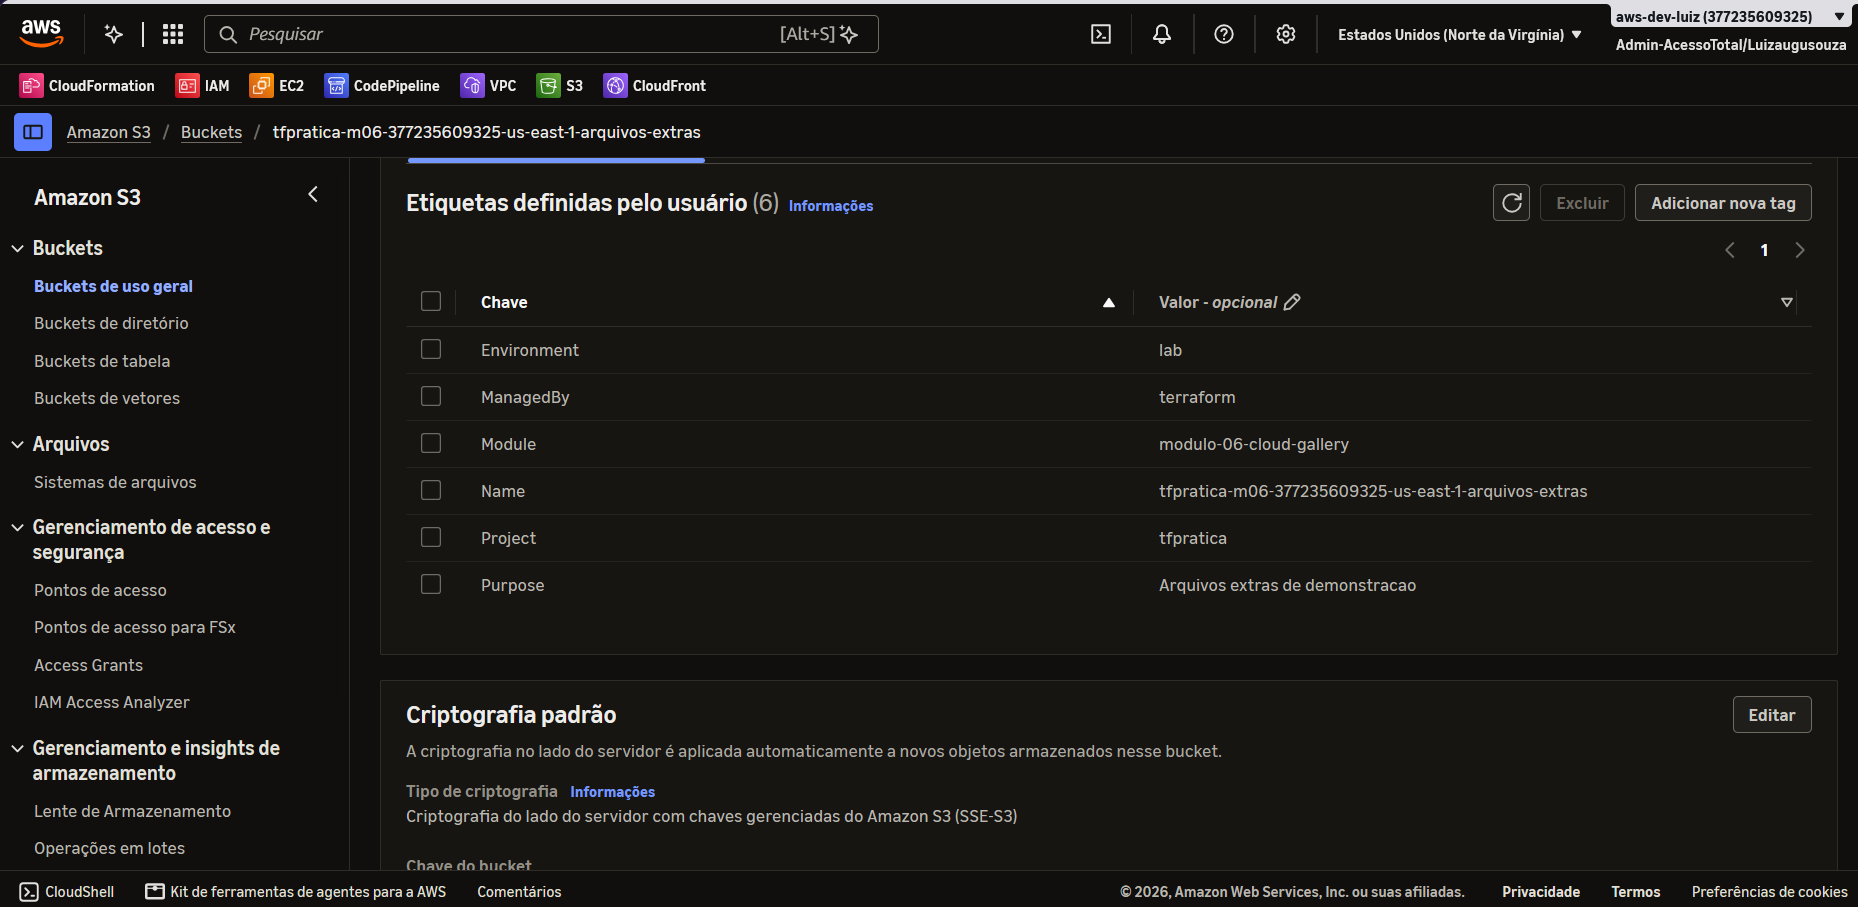 aws
Pesquisar [Alt+S]
Estados Unidos (Norte da Virgínia)
aws-dev-luiz (377235609325)
Admin-AcessoTotal/Luizaugusouza
CloudFormation IAM EC2 CodePipeline VPC S3 CloudFront
Amazon S3 / Buckets / tfpratica-m06-377235609325-us-east-1-arquivos-extras
Amazon S3
Buckets
Buckets de uso geral
Buckets de diretório
Buckets de tabela
Buckets de vetores
Arquivos
Sistemas de arquivos
Gerenciamento de acesso e
segurança
Pontos de acesso
Pontos de acesso para FSx
Access Grants
IAM Access Analyzer
Gerenciamento e insights de
armazenamento
Lente de Armazenamento
Operações em lotes
Etiquetas definidas pelo usuário (6) Informações
Excluir
Adicionar nova tag
1
Chave Valor - opcional
Environment lab
ManagedBy terraform
Module modulo-06-cloud-gallery
Name tfpratica-m06-377235609325-us-east-1-arquivos-extras
Project tfpratica
Purpose Arquivos extras de demonstracao
Criptografia padrão
Editar
A criptografia no lado do servidor é aplicada automaticamente a novos objetos armazenados nesse bucket.
Tipo de criptografia Informações
Criptografia do lado do servidor com chaves gerenciadas do Amazon S3 (SSE-S3)
Chave do bucket
CloudShell Kit de ferramentas de agentes para a AWS Comentários
© 2026, Amazon Web Services, Inc. ou suas afiliadas. Privacidade Termos Preferências de cookies